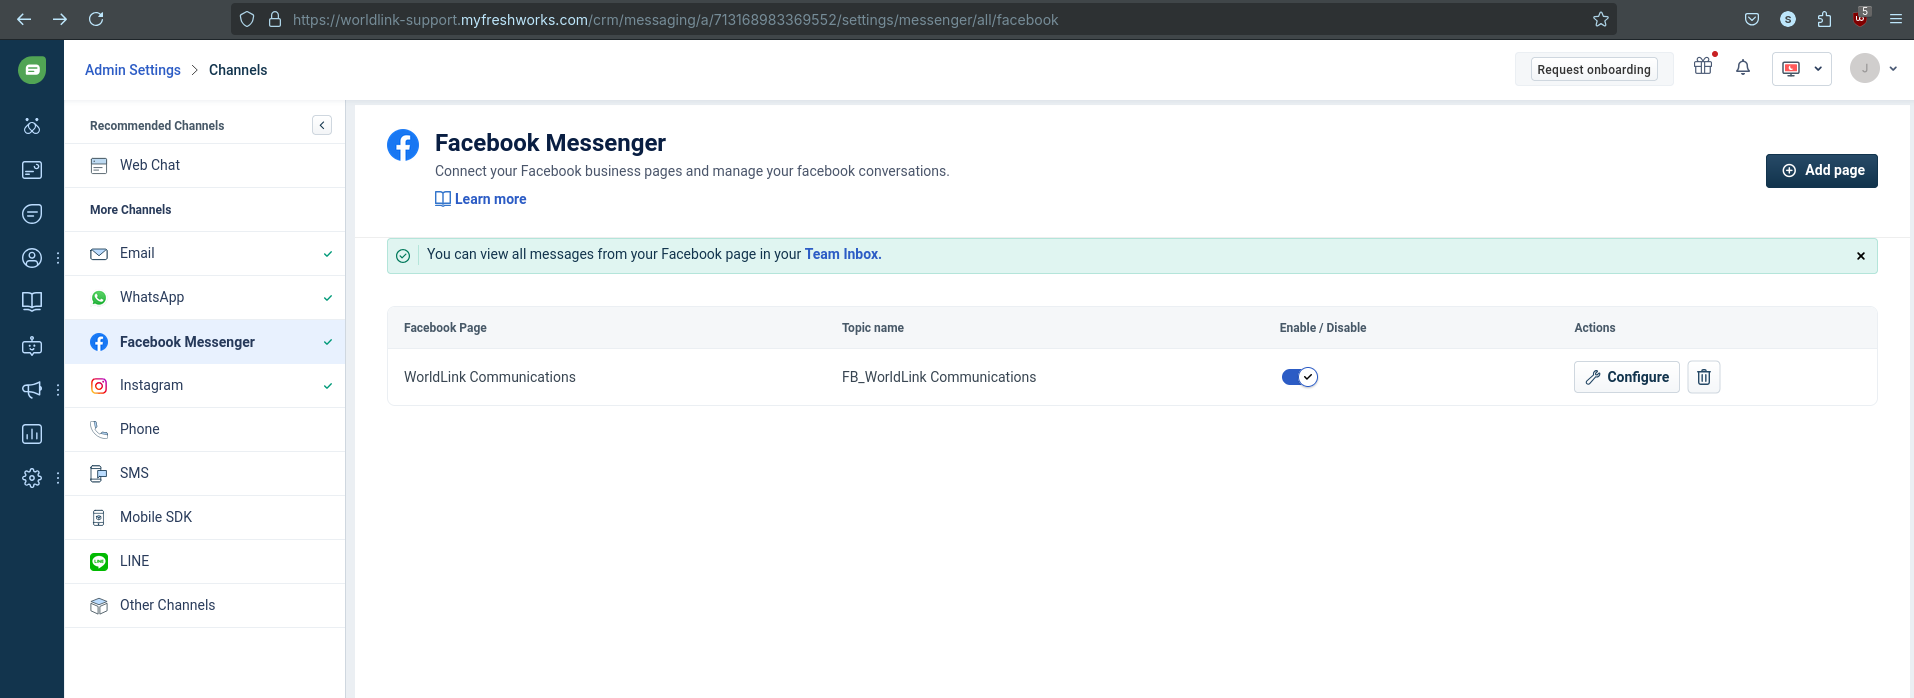 https://worldlink-support.myfreshworks.com/crm/messaging/a/713168983369552/settings/messenger/all/facebook
S
5
Admin Settings > Channels
Request onboarding
J
Recommended Channels
Web Chat
More Channels
Email
WhatsApp
Facebook Messenger
Instagram
Phone
SMS
Mobile SDK
LINE
Other Channels
Facebook Messenger
Connect your Facebook business pages and manage your facebook conversations.
Learn more
Add page
You can view all messages from your Facebook page in your Team Inbox.
Facebook Page Topic name Enable / Disable Actions
WorldLink Communications FB_WorldLink Communications Configure